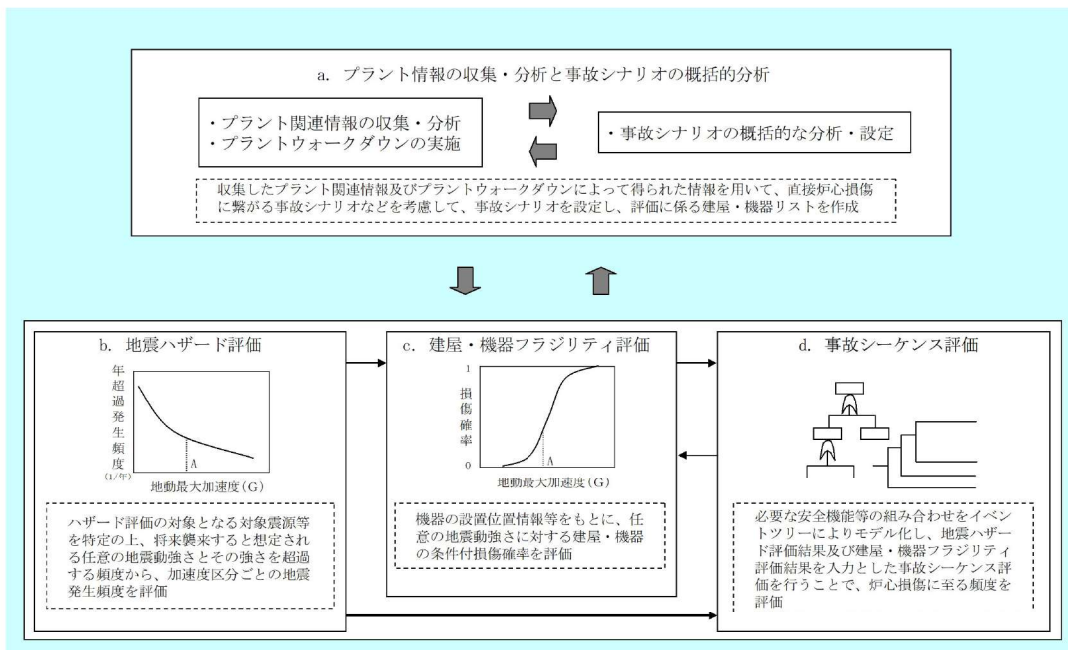 a. プラント情報の収集・分析と事故シナリオの概括的分析
・プラント関連情報の収集・分析
・プラントウォークダウンの実施
・事故シナリオの概括的な分析・設定
収集したプラント関連情報及びプラントウォークダウンによって得られた情報を用いて、直接炉心損傷
に繋がる事故シナリオなどを考慮して、事故シナリオを設定し、評価に係る建屋・機器リストを作成
b. 地震ハザード評価
年超過発生頻度
(1/年)
A
地動最大加速度(G)
ハザード評価の対象となる対象震源等
を特定の上、将来襲来すると想定され
る任意の地震動強さとその強さを超過
する頻度から、加速度区分ごとの地震
発生頻度を評価
c. 建屋・機器フラジリティ評価
1
損傷確率
0
A
地動最大加速度(G)
機器の設置位置情報等をもとに、任
意の地震動強さに対する建屋・機器
の条件付損傷確率を評価
d. 事故シーケンス評価
必要な安全機能等の組み合わせをイベン
トツリーによりモデル化し、地震ハザー
ド評価結果及び建屋・機器フラジリティ
評価結果を入力とした事故シーケンス評
価を行うことで、炉心損傷に至る頻度を
評価